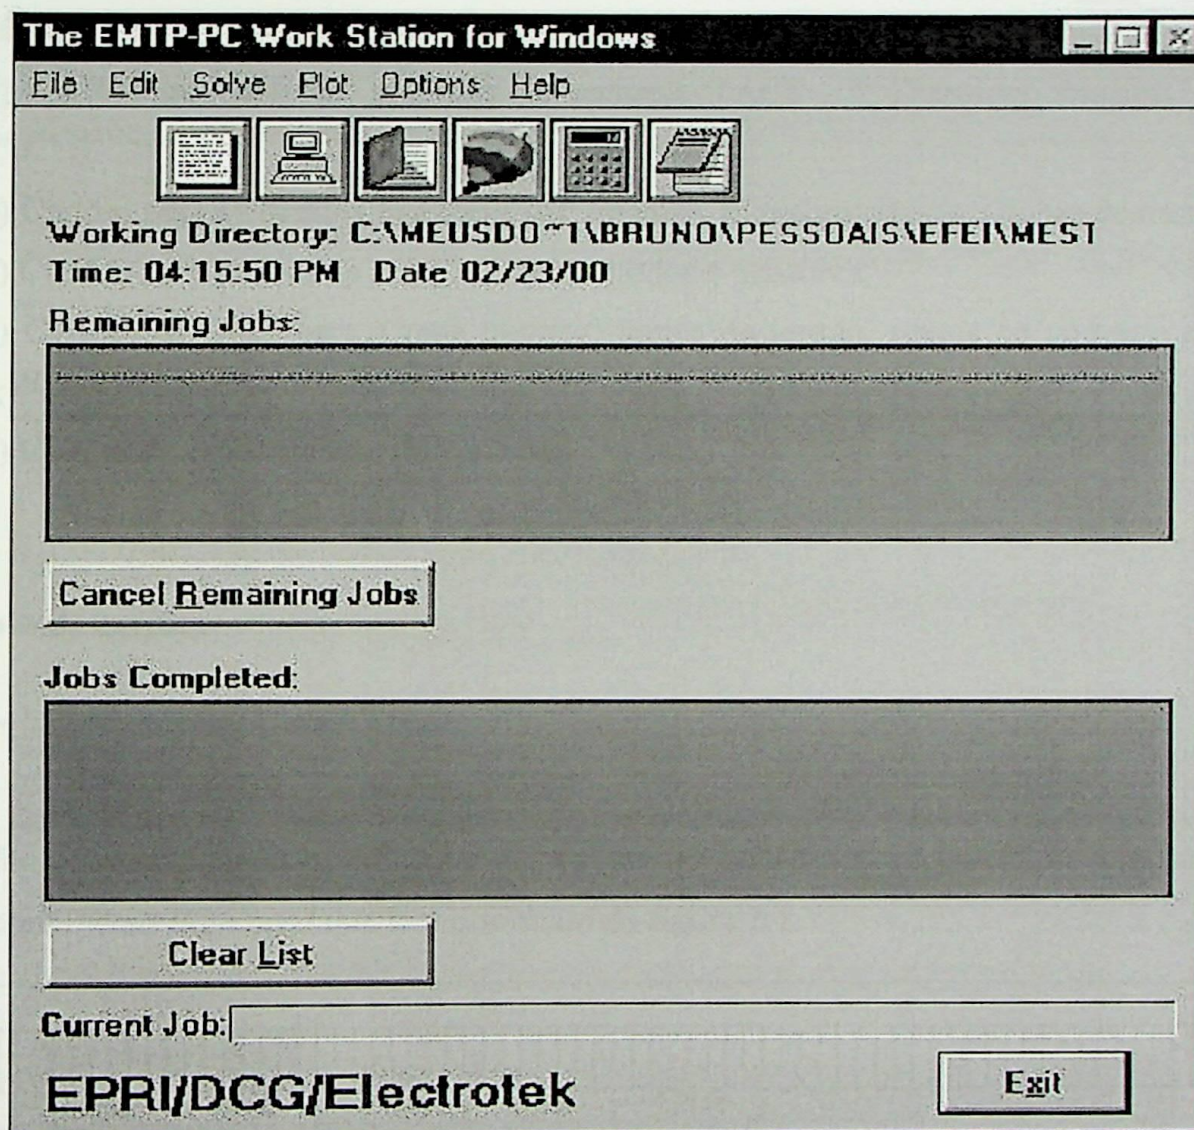 The EMTP-PC Work Station for Windows
File Edit Solve Plot Options Help
Working Directory: C:\MEUSDO~1\BRUNO\PESSOAIS\EFEI\MEST
Time: 04:15:50 PM Date 02/23/00
Remaining Jobs:
Cancel Remaining Jobs
Jobs Completed:
Clear List
Current Job:
EPRI/DCG/Electrotek
Exit